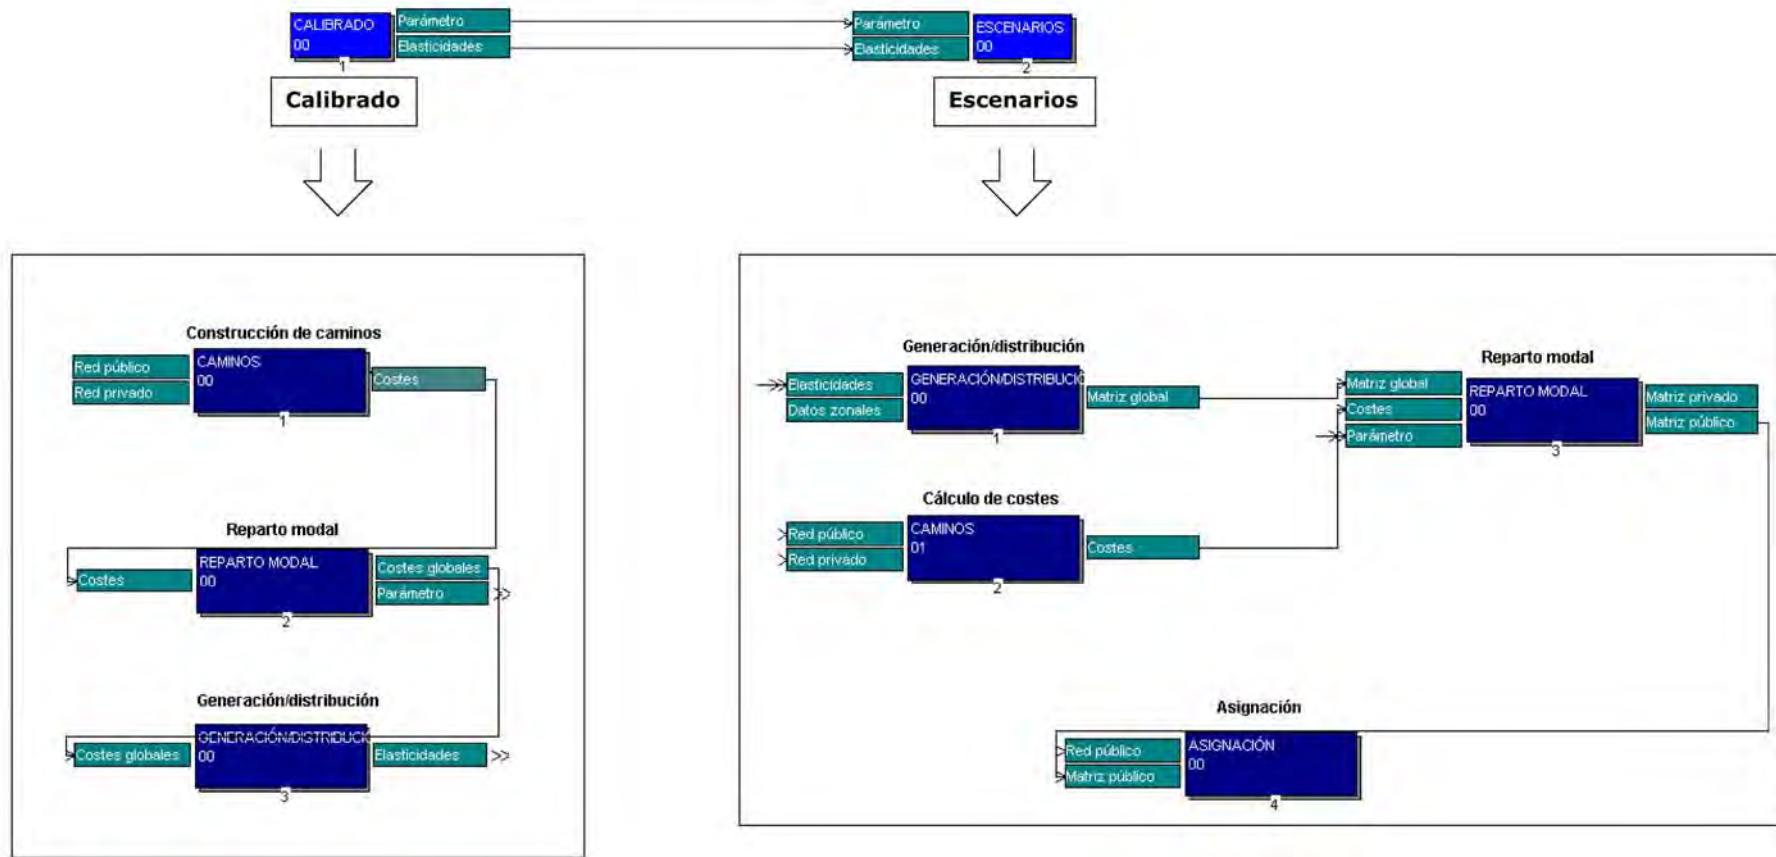 CALIBRADO
00
Parámetro
Elasticidades
1
Parámetro
Elasticidades
ESCENARIOS
00
2
Calibrado
Escenarios
Construcción de caminos
Red público
Red privado
CAMINOS
00
Costes
1
Reparto modal
Costes
REPARTO MODAL
00
Costes globales
Parámetro
2
Generación/distribución
Costes globales
GENERACIÓN/DISTRIBUCIÓ
00
Elasticidades
3
Generación/distribución
Elasticidades
Datos zonales
GENERACIÓN/DISTRIBUCIÓ
00
Matriz global
1
Cálculo de costes
Red público
Red privado
CAMINOS
01
Costes
2
Reparto modal
Matriz global
Costes
Parámetro
REPARTO MODAL
00
Matriz privado
Matriz público
3
Asignación
Red público
Matriz público
ASIGNACIÓN
00
4